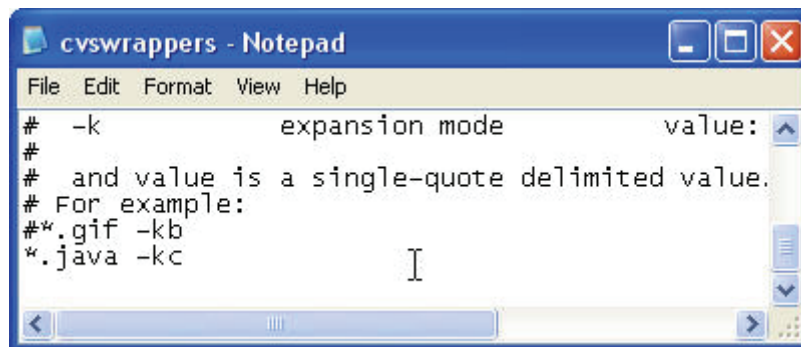 cvswrappers - Notepad
File Edit Format View Help
# -k expansion mode value:
#
# and value is a single-quote delimited value.
# For example:
#*.gif -kb
*.java -kc